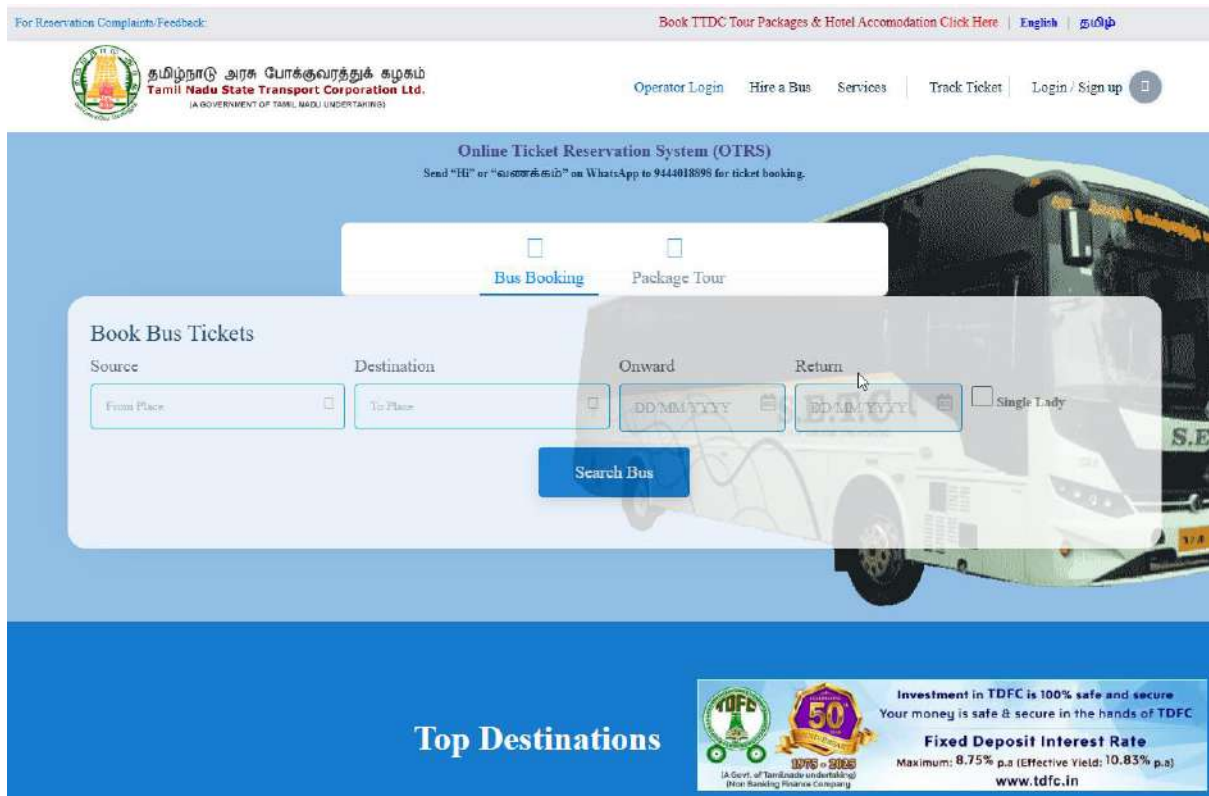 For Reservation Complaints/Feedback:
Book TTDC Tour Packages & Hotel Accomodation Click Here | English | தமிழ்
தமிழ்நாடு அரசு போக்குவரத்துக் கழகம்
Tamil Nadu State Transport Corporation Ltd.
(A GOVERNMENT OF TAMIL NADU UNDERTAKING)
Operator Login Hire a Bus Services Track Ticket Login / Sign up
Online Ticket Reservation System (OTRS)
Send "Hi" or "வணக்கம்" on WhatsApp to 9444018898 for ticket booking.
Bus Booking Package Tour
Book Bus Tickets
Source Destination Onward Return
From Place To Place DD/MM/YYYY DD/MM/YYYY Single Lady
S.E.T.C
S.E
Search Bus
Top Destinations
TDFC
50
1975 - 2025
(A Govt. of Tamilnadu undertaking)
(Non Banking Finance Company
Investment in TDFC is 100% safe and secure
Your money is safe & secure in the hands of TDFC
Fixed Deposit Interest Rate
Maximum: 8.75% p.a (Effective Yield: 10.83% p.a)
www.tdfc.in